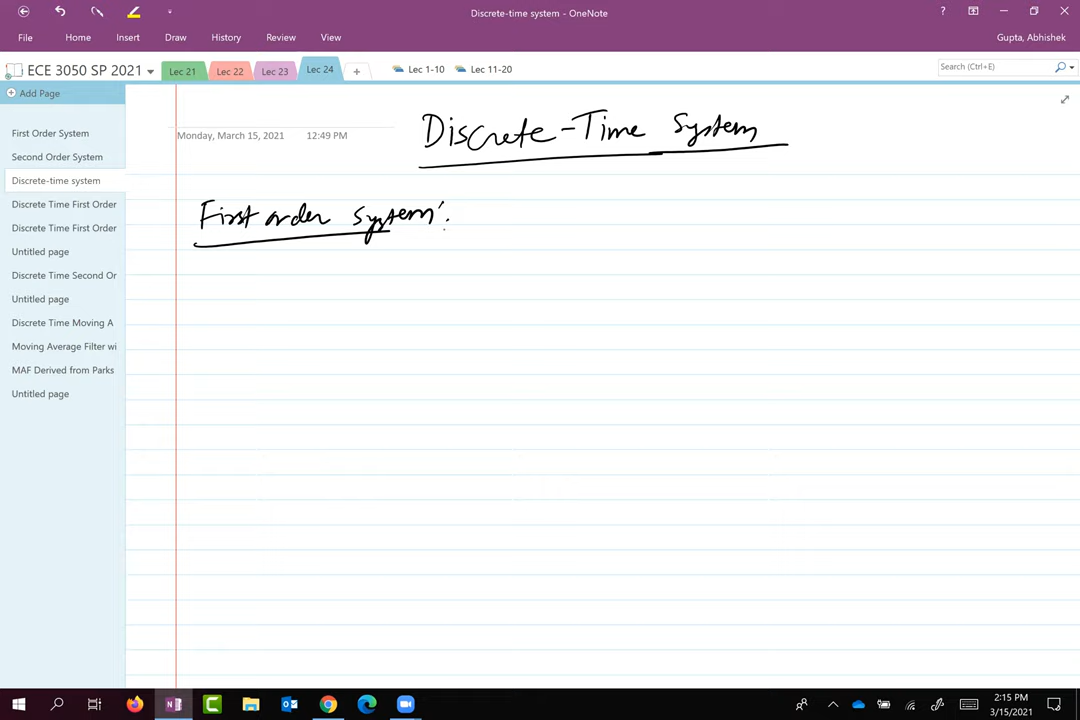 Discrete-time system - OneNote
?
File Home Insert Draw History Review View
Gupta, Abhishek
ECE 3050 SP 2021
Lec 21 Lec 22 Lec 23 Lec 24 + Lec 1-10 Lec 11-20
Search (Ctrl+E)
Add Page
First Order System
Second Order System
Discrete-time system
Discrete Time First Order
Discrete Time First Order
Untitled page
Discrete Time Second Or
Untitled page
Discrete Time Moving A
Moving Average Filter wi
MAF Derived from Parks
Untitled page
Monday, March 15, 2021 12:49 PM
Discrete-Time System
First order system:
2:15 PM
3/15/2021